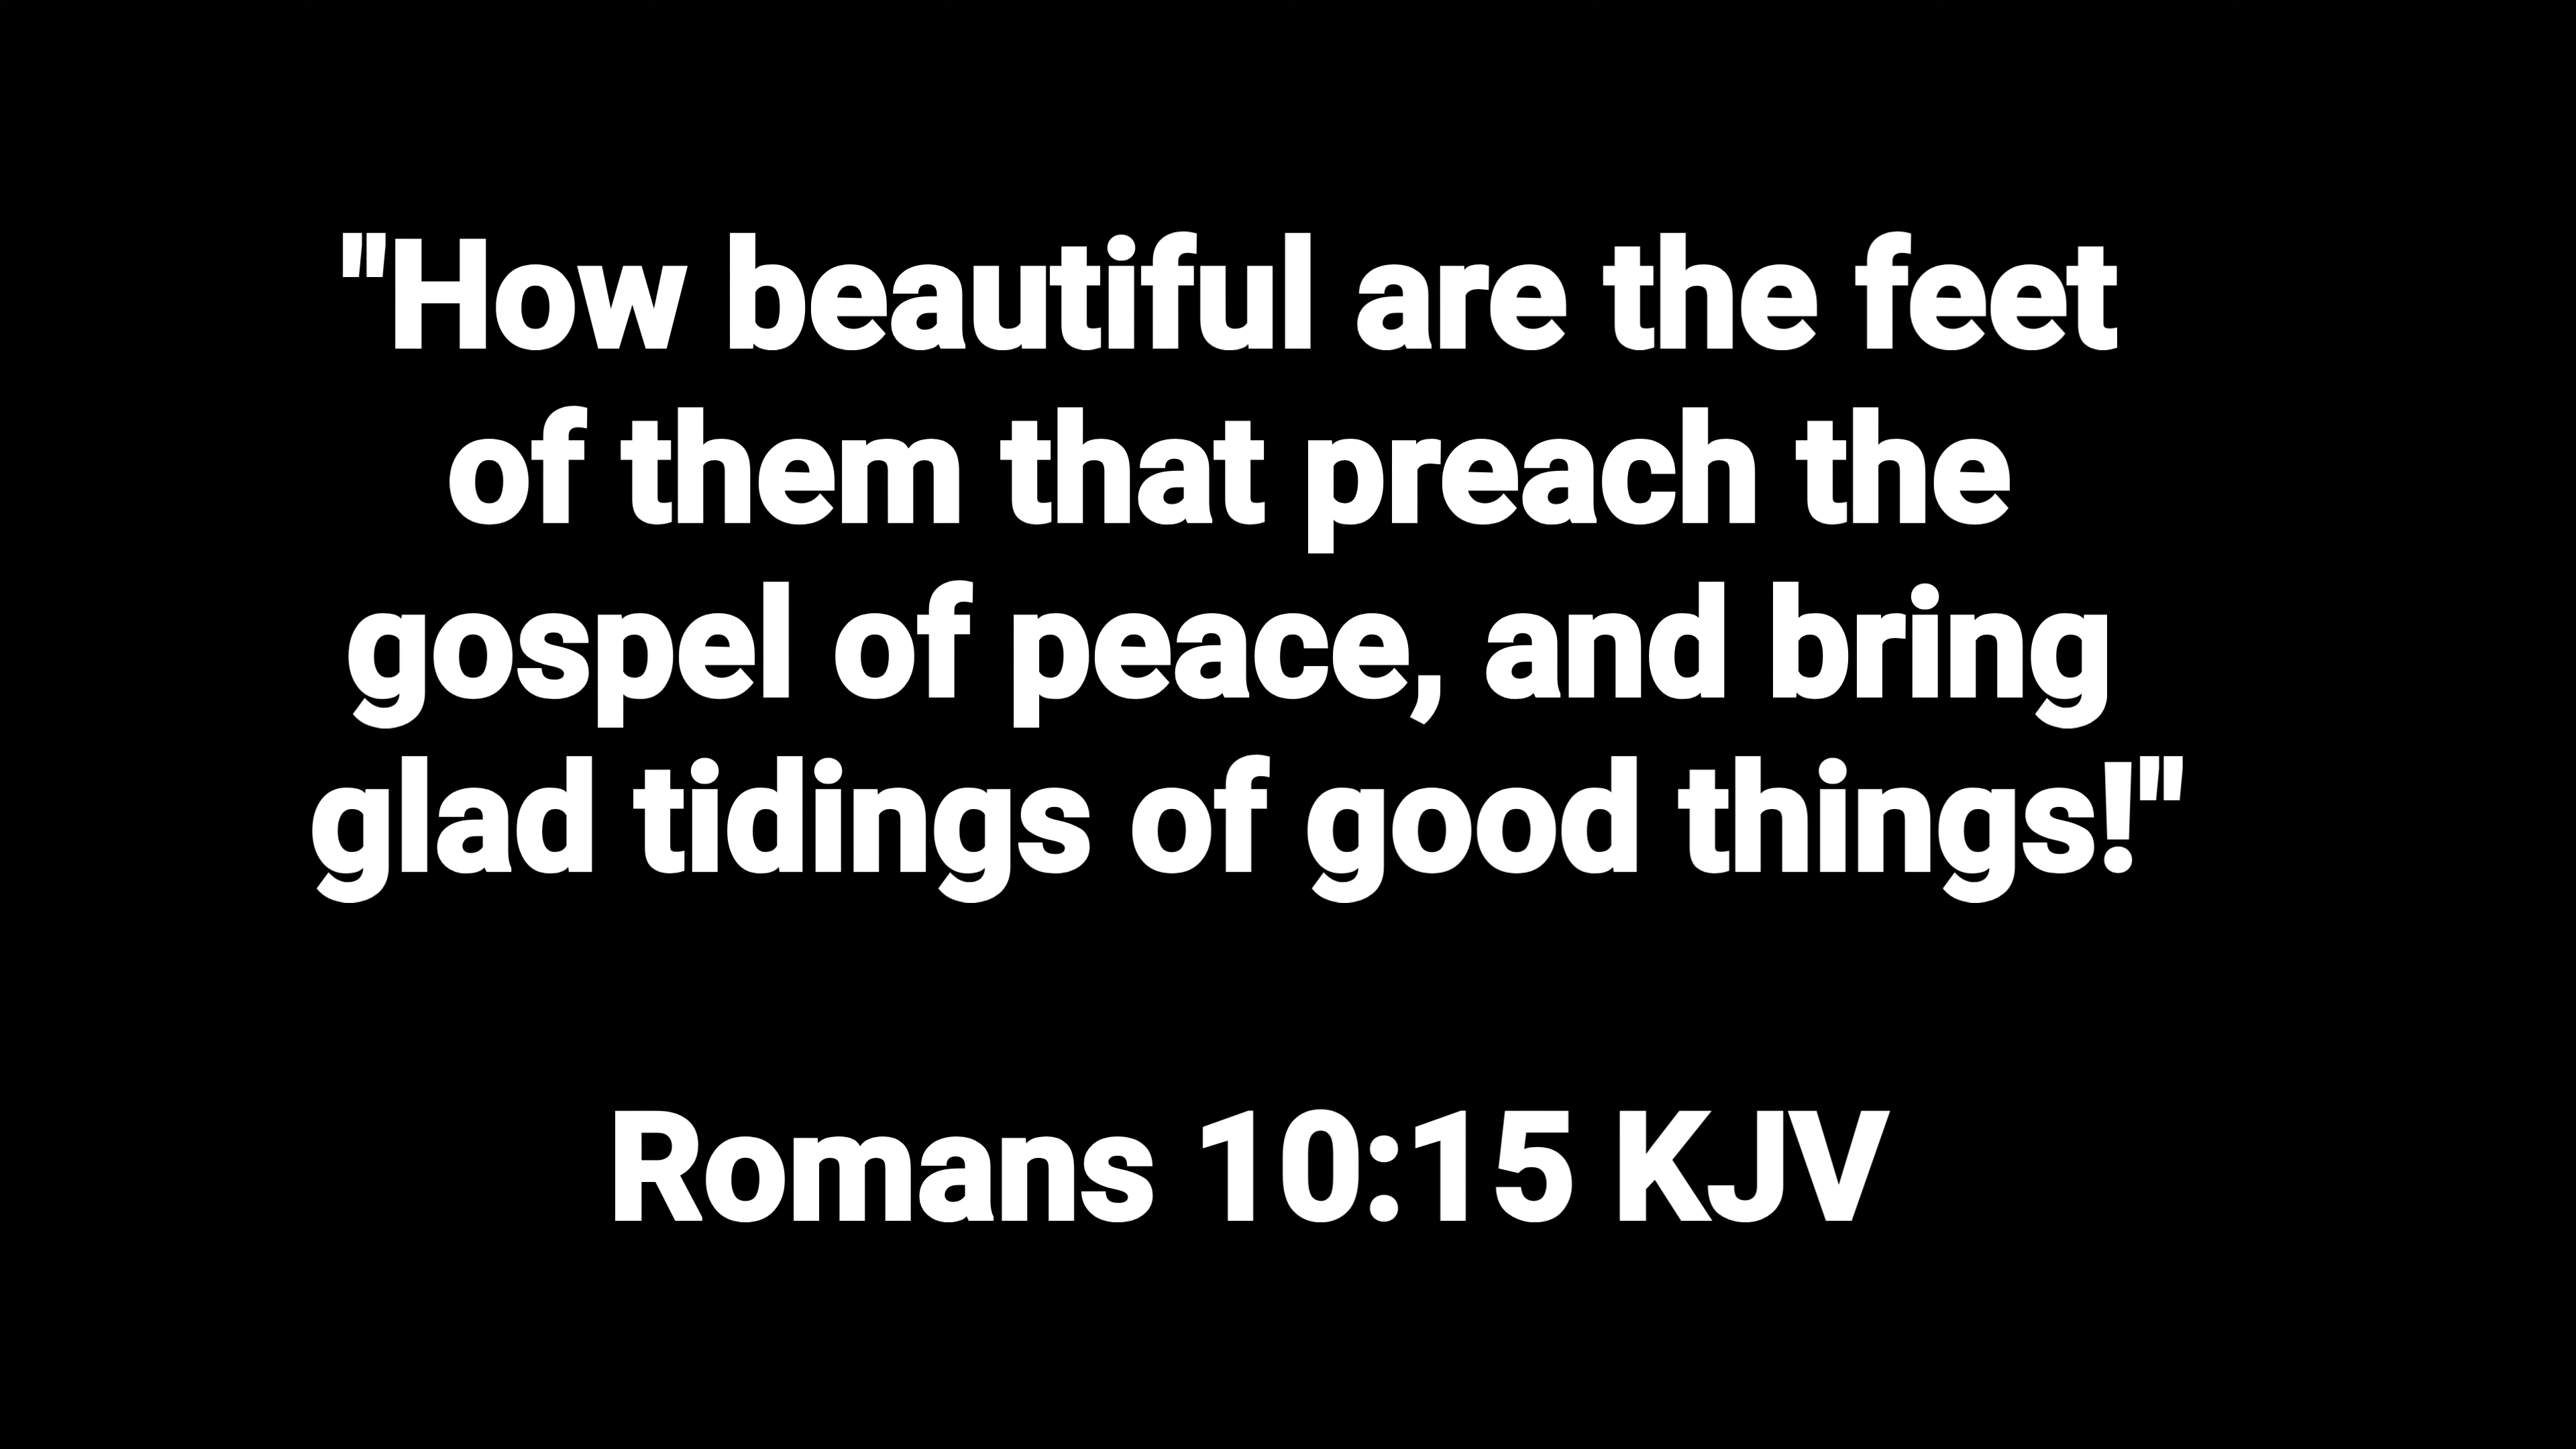 "How beautiful are the feet
of them that preach the
gospel of peace, and bring
glad tidings of good things!"
Romans 10:15 KJV